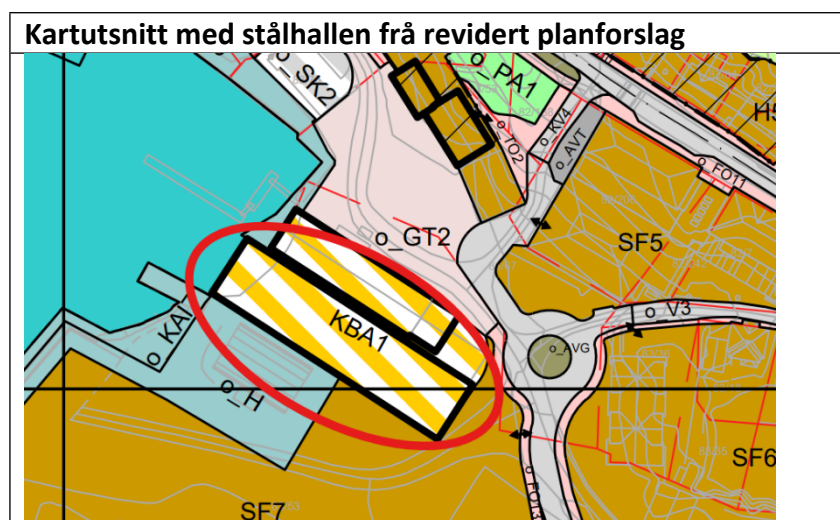 Kartutsnitt med stålhallen frå revidert planforslag
o_SK2
o_PA1
o_KV4
o_AVT
o_TO2
o_FO11
o_GT2
SF5
KBA1
o_V3
o_AVG
o_KAI
o_H
SF6
SF7
o_FO13